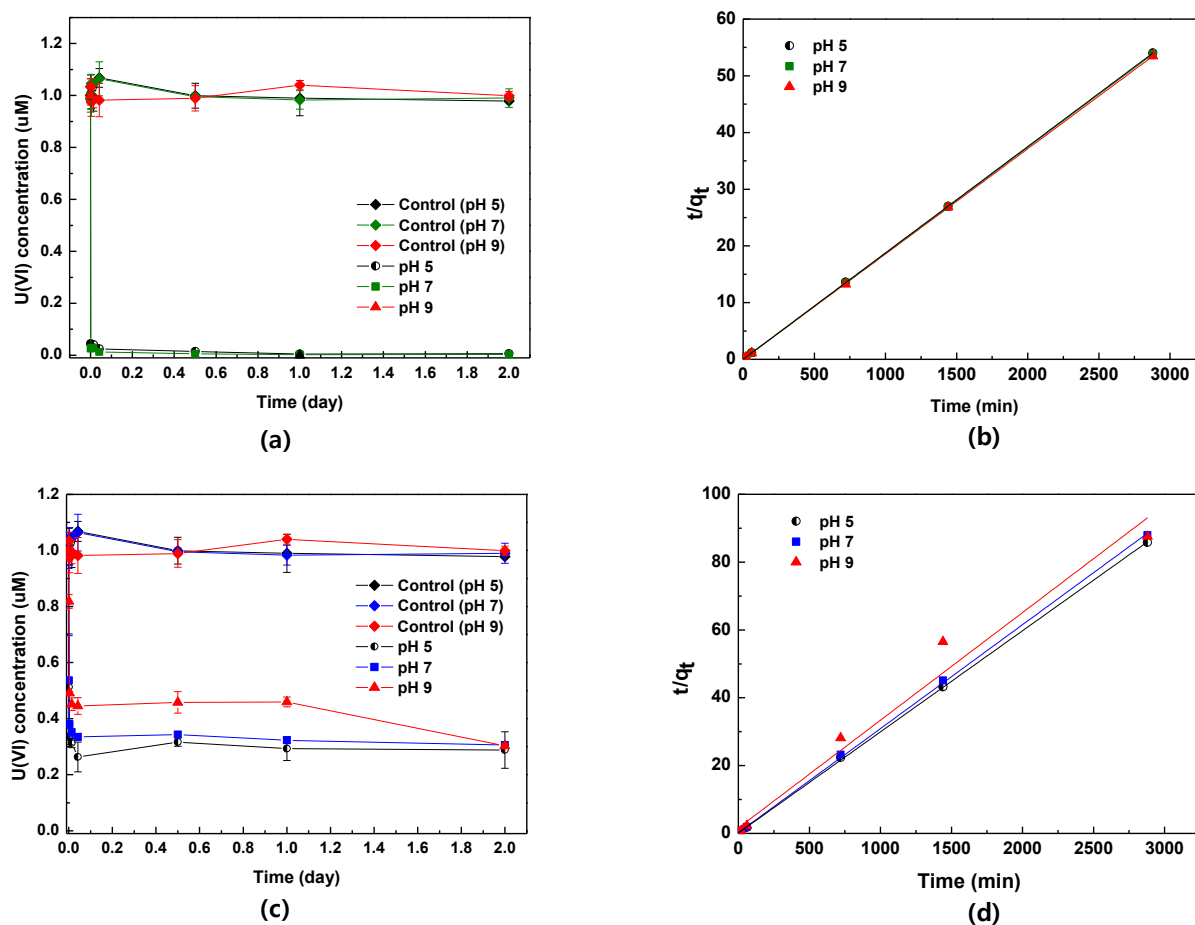 1.2
1.0
0.8
0.6
0.4
0.2
0.0
U(VI) concentration (uM)
Control (pH 5)
Control (pH 7)
Control (pH 9)
pH 5
pH 7
pH 9
0.0 0.2 0.4 0.6 0.8 1.0 1.2 1.4 1.6 1.8 2.0
Time (day)
(a)
60
50
40
30
20
10
0
t/qt
pH 5
pH 7
pH 9
0 500 1000 1500 2000 2500 3000
Time (min)
(b)
1.2
1.0
0.8
0.6
0.4
0.2
0.0
U(VI) concentration (uM)
Control (pH 5)
Control (pH 7)
Control (pH 9)
pH 5
pH 7
pH 9
0.0 0.2 0.4 0.6 0.8 1.0 1.2 1.4 1.6 1.8 2.0
Time (day)
(c)
100
80
60
40
20
0
t/qt
pH 5
pH 7
pH 9
0 500 1000 1500 2000 2500 3000
Time (min)
(d)